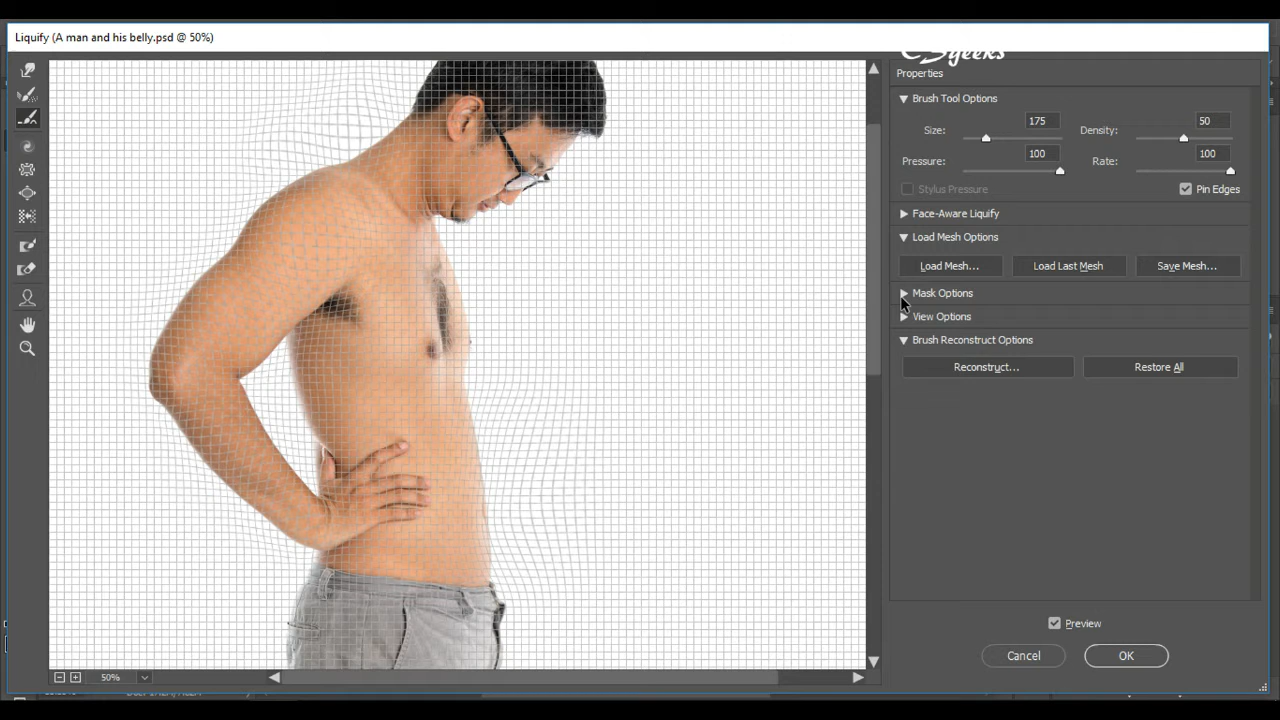 Liquify (A man and his belly.psd @ 50%)
Properties
Brush Tool Options
Size: 175 Density: 50
Pressure: 100 Rate: 100
Stylus Pressure Pin Edges
Face-Aware Liquify
Load Mesh Options
Load Mesh... Load Last Mesh Save Mesh...
Mask Options
View Options
Brush Reconstruct Options
Reconstruct... Restore All
Preview
Cancel OK
50%